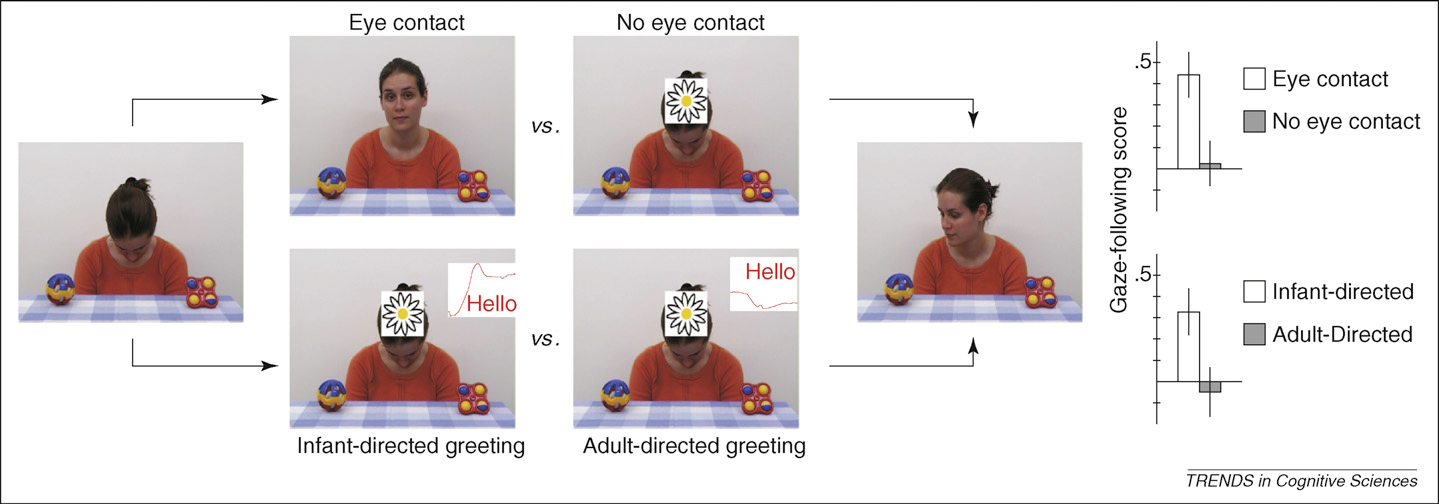 Eye contact
No eye contact
vs.
Hello
Hello
vs.
Infant-directed greeting
Adult-directed greeting
Gaze-following score
.5
Eye contact
No eye contact
.5
Infant-directed
Adult-Directed
TRENDS in Cognitive Sciences